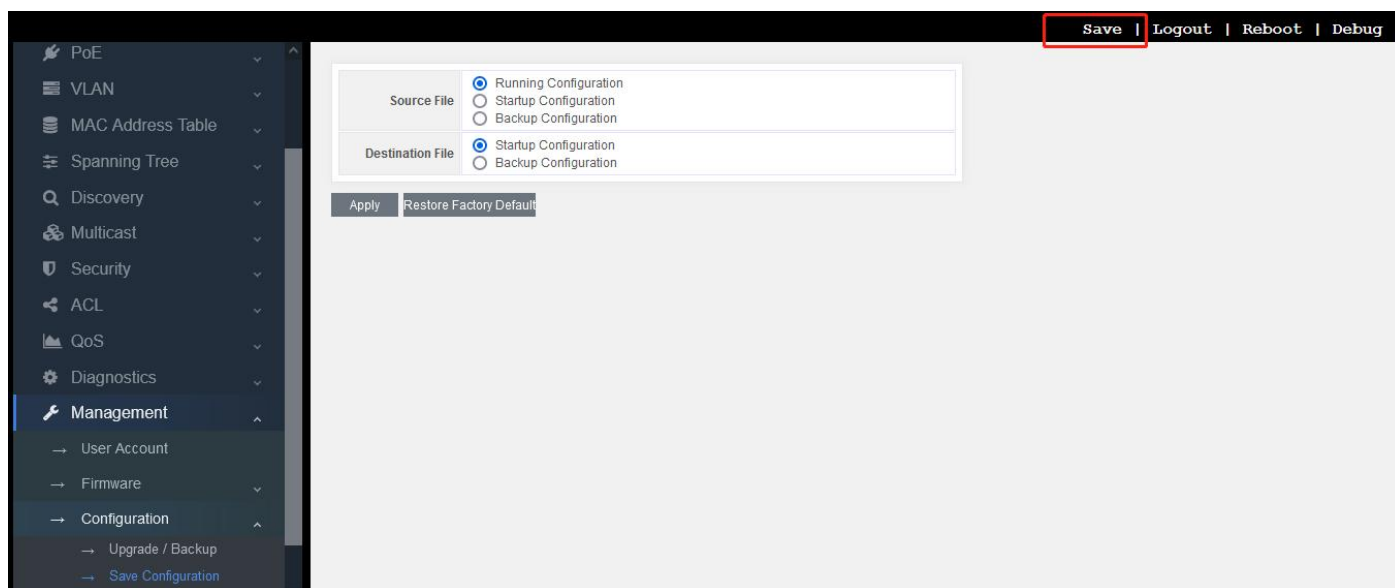 Save | Logout | Reboot | Debug
PoE
VLAN
MAC Address Table
Spanning Tree
Discovery
Multicast
Security
ACL
QoS
Diagnostics
Management
→ User Account
→ Firmware
→ Configuration
→ Upgrade / Backup
→ Save Configuration
Source File
Running Configuration
Startup Configuration
Backup Configuration
Destination File
Startup Configuration
Backup Configuration
Apply Restore Factory Default